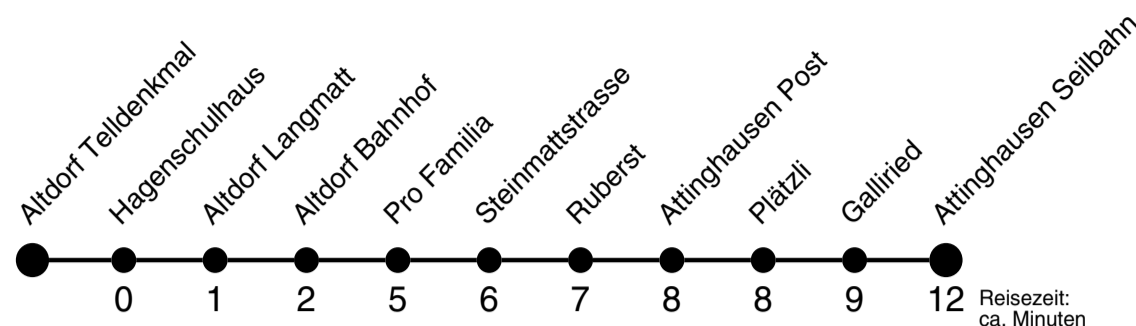 Altdorf Telldenkmal
Hagenschulhaus
Altdorf Langmatt
Altdorf Bahnhof
Pro Familia
Steinmattstrasse
Ruberst
Attinghausen Post
Plätzli
Galliried
Attinghausen Seilbahn
0 1 2 5 6 7 8 8 9 12 Reisezeit:
ca. Minuten